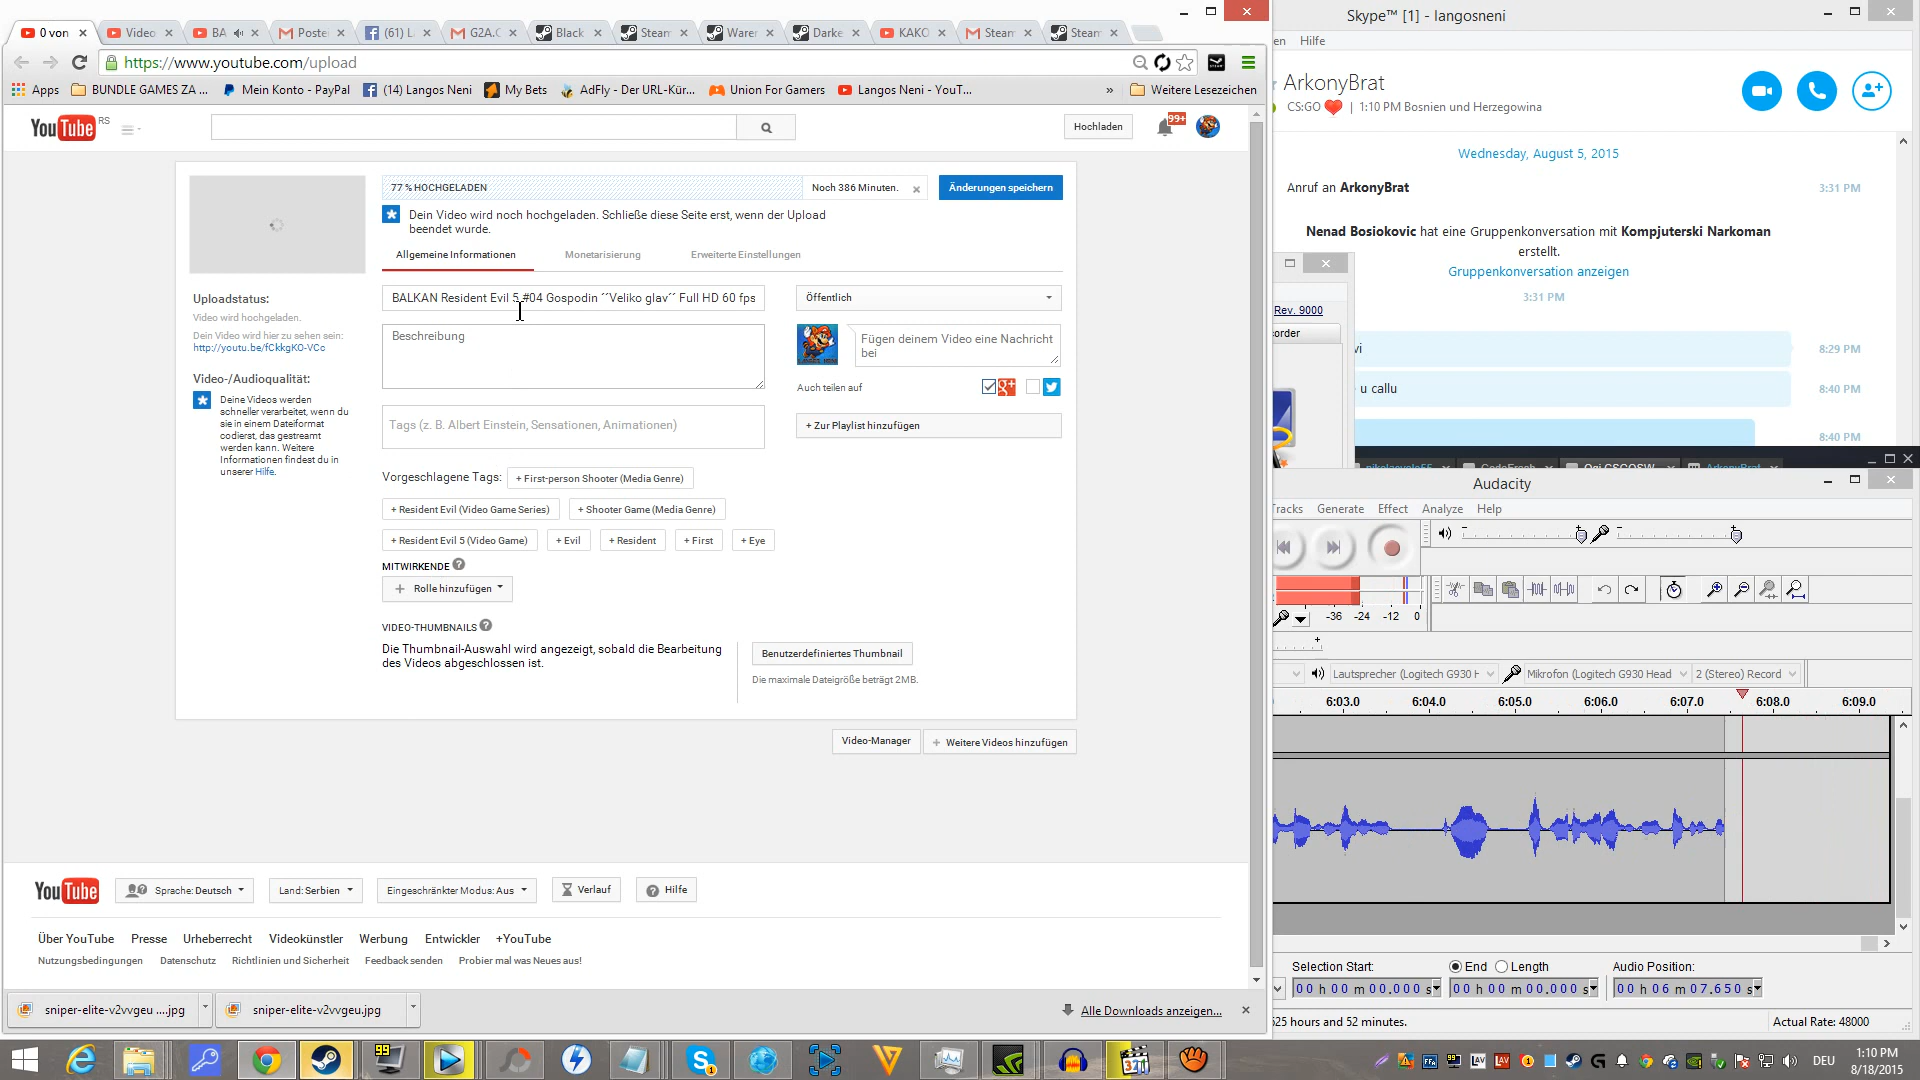 0 von
Video
BA
Postei
(61) L
G2A.C
Black
Steam
Warer
Darke
KAKO
Steam
Steam
https://www.youtube.com/upload
Apps
BUNDLE GAMES ZA ...
Mein Konto - PayPal
(14) Langos Neni
My Bets
AdFly - Der URL-Kür...
Union For Gamers
Langos Neni - YouT...
»
Weitere Lesezeichen
YouTube RS
Hochladen
99+
77 % HOCHGELADEN
Noch 386 Minuten.
Änderungen speichern
Dein Video wird noch hochgeladen. Schließe diese Seite erst, wenn der Upload
beendet wurde.
Allgemeine Informationen
Monetarisierung
Erweiterte Einstellungen
BALKAN Resident Evil 5 #04 Gospodin ´´Veliko glav´´ Full HD 60 fps
Öffentlich
Uploadstatus:
Video wird hochgeladen.
Dein Video wird hier zu sehen sein:
http://youtu.be/fCkkgKO-VCc
Beschreibung
Fügen deinem Video eine Nachricht
bei
Video-/Audioqualität:
Deine Videos werden
schneller verarbeitet, wenn du
sie in einem Dateiformat
codierst, das gestreamt
werden kann. Weitere
Informationen findest du in
unserer Hilfe.
Auch teilen auf
Tags (z. B. Albert Einstein, Sensationen, Animationen)
+ Zur Playlist hinzufügen
Vorgeschlagene Tags:
+ First-person Shooter (Media Genre)
+ Resident Evil (Video Game Series)
+ Shooter Game (Media Genre)
+ Resident Evil 5 (Video Game)
+ Evil
+ Resident
+ First
+ Eye
MITWIRKENDE
+ Rolle hinzufügen
VIDEO-THUMBNAILS
Die Thumbnail-Auswahl wird angezeigt, sobald die Bearbeitung
des Videos abgeschlossen ist.
Benutzerdefiniertes Thumbnail
Die maximale Dateigröße beträgt 2MB.
Video-Manager
+ Weitere Videos hinzufügen
YouTube
Sprache: Deutsch
Land: Serbien
Eingeschränkter Modus: Aus
Verlauf
Hilfe
Über YouTube
Presse
Urheberrecht
Videokünstler
Werbung
Entwickler
+YouTube
Nutzungsbedingungen
Datenschutz
Richtlinien und Sicherheit
Feedback senden
Probier mal was Neues aus!
sniper-elite-v2vvgeu ....jpg
sniper-elite-v2vvgeu.jpg
Alle Downloads anzeigen...
Skype™ [1] - langosneni
en
Hilfe
ArkonyBrat
CS:GO
| 1:10 PM Bosnien und Herzegowina
Wednesday, August 5, 2015
Anruf an ArkonyBrat
3:31 PM
Nenad Bosiokovic hat eine Gruppenkonversation mit Kompjuterski Narkoman
erstellt.
Gruppenkonversation anzeigen
3:31 PM
Rev. 9000
order
vi
8:29 PM
u callu
8:40 PM
8:40 PM
Audacity
Tracks
Generate
Effect
Analyze
Help
-36 -24 -12 0
Lautsprecher (Logitech G930 H
Mikrofon (Logitech G930 Head
2 (Stereo) Record
6:03.0
6:04.0
6:05.0
6:06.0
6:07.0
6:08.0
6:09.0
Selection Start:
End
Length
Audio Position:
00 h 00 m 00.000 s
00 h 00 m 00.000 s
00 h 06 m 07.650 s
525 hours and 52 minutes.
Actual Rate: 48000
99
321
DEU
1:10 PM
8/18/2015